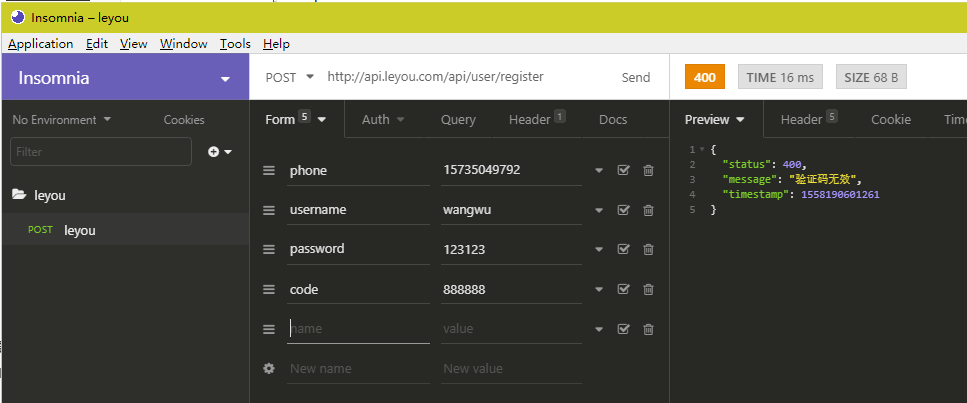 Insomnia – leyou
Application Edit View Window Tools Help
Insomnia
POST http://api.leyou.com/api/user/register Send
400 TIME 16 ms SIZE 68 B
No Environment Cookies
Form 5 Auth Query Header 1 Docs
Preview Header 5 Cookie Time
Filter
leyou
POST leyou
phone 15735049792
username wangwu
password 123123
code 888888
name value
New name New value
1 {
2 "status": 400,
3 "message": "验证码无效",
4 "timestamp": 1558190601261
5 }